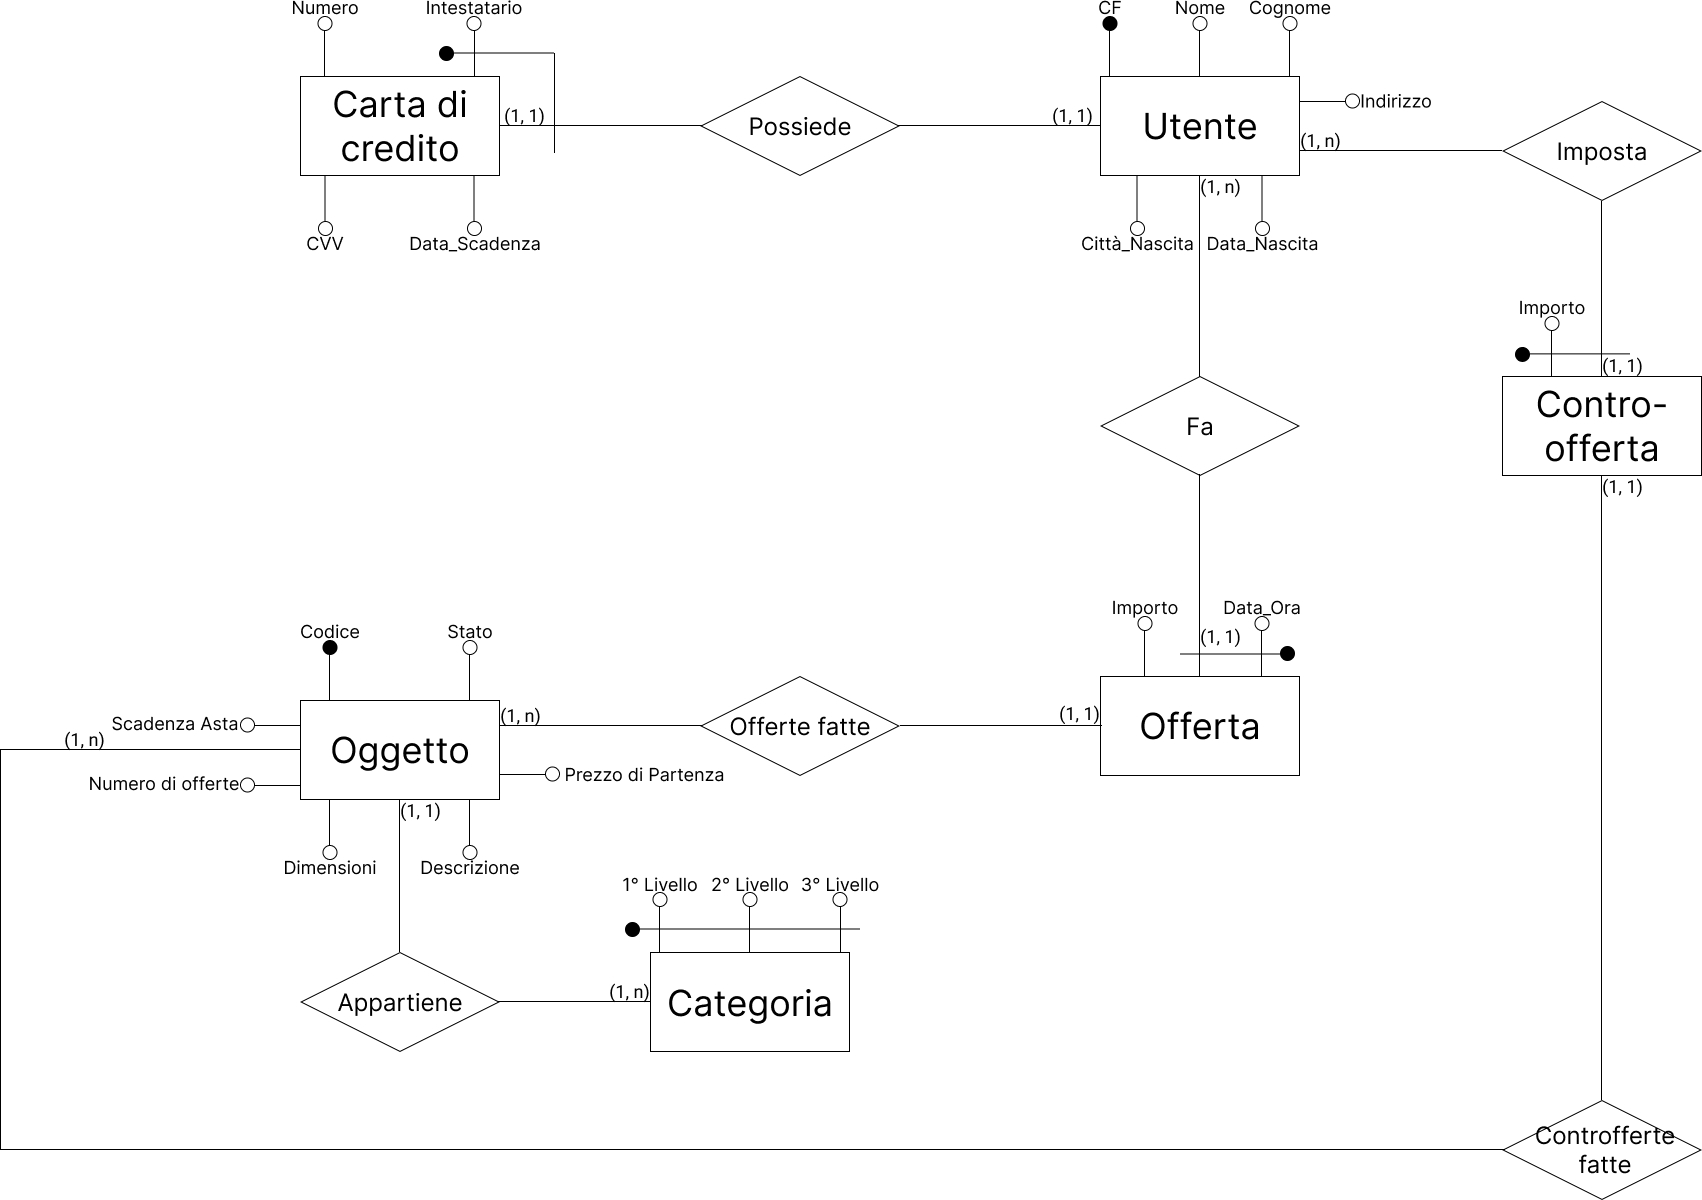 Numero
Intestatario
CF
Nome
Cognome
Carta di
credito
(1, 1)
Possiede
(1, 1)
Utente
Indirizzo
(1, n)
Imposta
(1, n)
CVV
Data_Scadenza
Città_Nascita
Data_Nascita
Importo
(1, 1)
Contro-
offerta
(1, 1)
Fa
Importo
Data_Ora
(1, 1)
Codice
Stato
Scadenza Asta
(1, n)
Oggetto
(1, n)
Offerte fatte
(1, 1)
Offerta
Numero di offerte
Prezzo di Partenza
(1, 1)
Dimensioni
Descrizione
1° Livello
2° Livello
3° Livello
Appartiene
(1, n)
Categoria
Controfferte
fatte